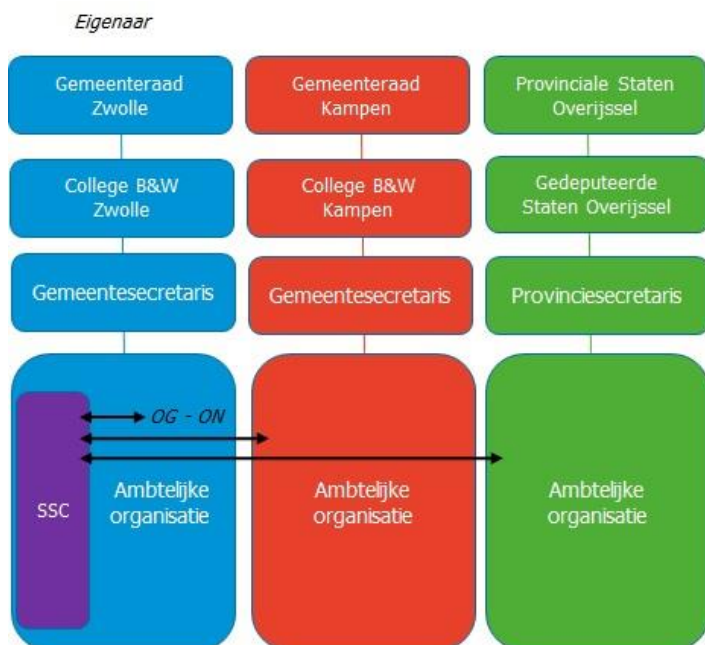 Eigenaar
Gemeenteraad
Zwolle
Gemeenteraad
Kampen
Provinciale Staten
Overijssel
College B&W
Zwolle
College B&W
Kampen
Gedeputeerde
Staten Overijssel
Gemeentesecretaris
Gemeentesecretaris
Provinciesecretaris
OG - ON
SSC
Ambtelijke
organisatie
Ambtelijke
organisatie
Ambtelijke
organisatie